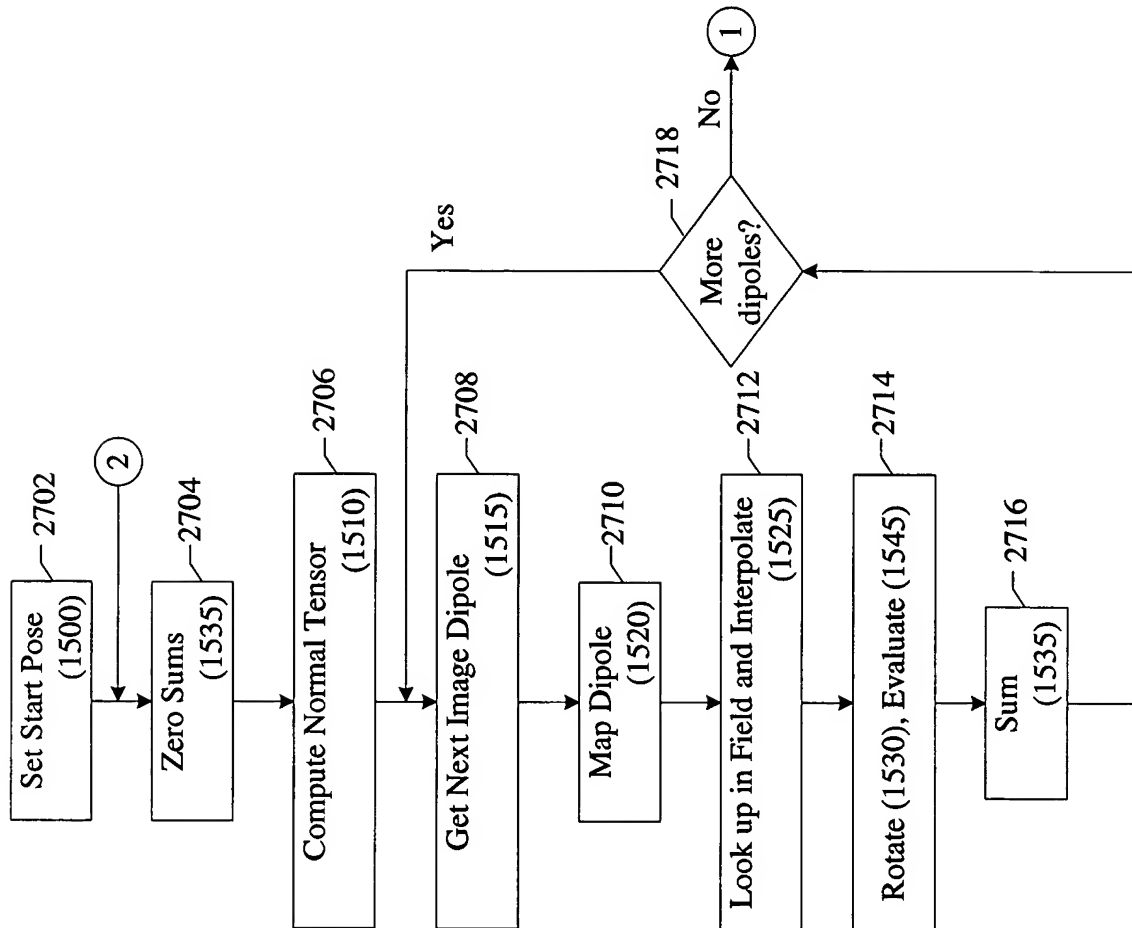 Set Start Pose
(1500)
2702
2
Zero Sums
(1535)
2704
Compute Normal Tensor
(1510)
2706
Get Next Image Dipole
(1515)
2708
Map Dipole
(1520)
2710
Look up in Field and Interpolate
(1525)
2712
Rotate (1530), Evaluate (1545)
2714
Sum
(1535)
2716
More
dipoles?
2718
Yes
No
1